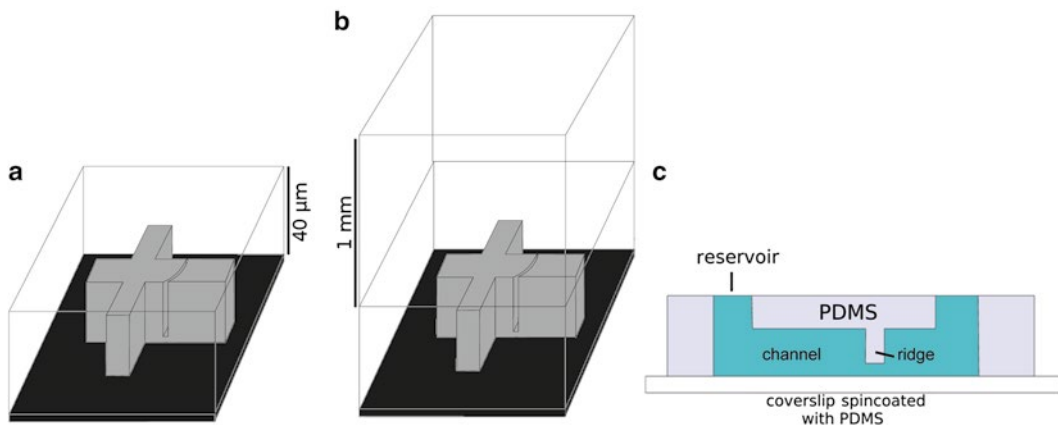 a
40 µm
b
1 mm
c
reservoir
PDMS
channel
ridge
coverslip spincoated
with PDMS